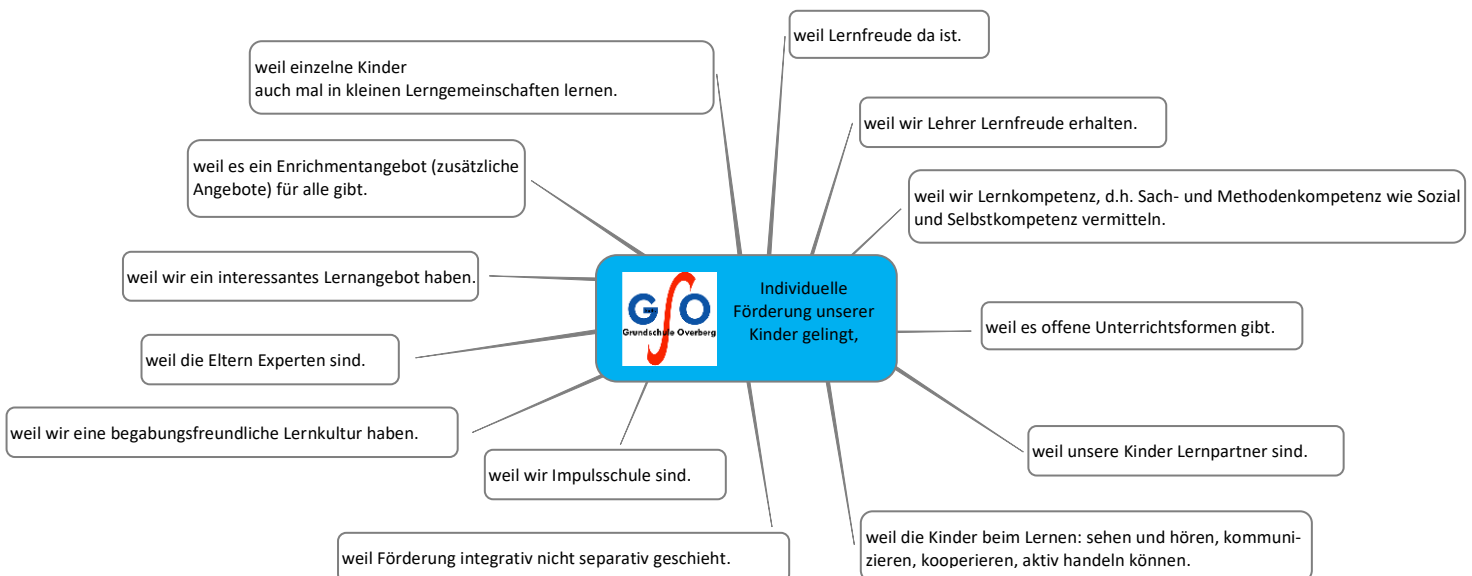 weil Lernfreude da ist.
weil einzelne Kinder
auch mal in kleinen Lerngemeinschaften lernen.
weil wir Lehrer Lernfreude erhalten.
weil es ein Enrichmentangebot (zusätzliche
Angebote) für alle gibt.
weil wir Lernkompetenz, d.h. Sach- und Methodenkompetenz wie Sozial
und Selbstkompetenz vermitteln.
weil wir ein interessantes Lernangebot haben.
G O
Grundschule Overberg
Individuelle
Förderung unserer
Kinder gelingt,
weil es offene Unterrichtsformen gibt.
weil die Eltern Experten sind.
weil wir eine begabungsfreundliche Lernkultur haben.
weil unsere Kinder Lernpartner sind.
weil wir Impulsschule sind.
weil die Kinder beim Lernen: sehen und hören, kommuni-
zieren, kooperieren, aktiv handeln können.
weil Förderung integrativ nicht separativ geschieht.